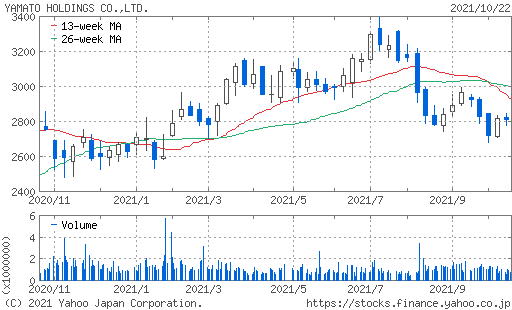 YAMATO HOLDINGS CO.,LTD. 2021/10/22
3400
13-week MA
26-week MA
3200
3000
2800
2600
2400
2020/11 2021/1 2021/3 2021/5 2021/7 2021/9
6
Volume
4
2
0
(x1000000)
2020/11 2021/1 2021/3 2021/5 2021/7 2021/9
(C) 2021 Yahoo Japan Corporation. https://stocks.finance.yahoo.co.jp/